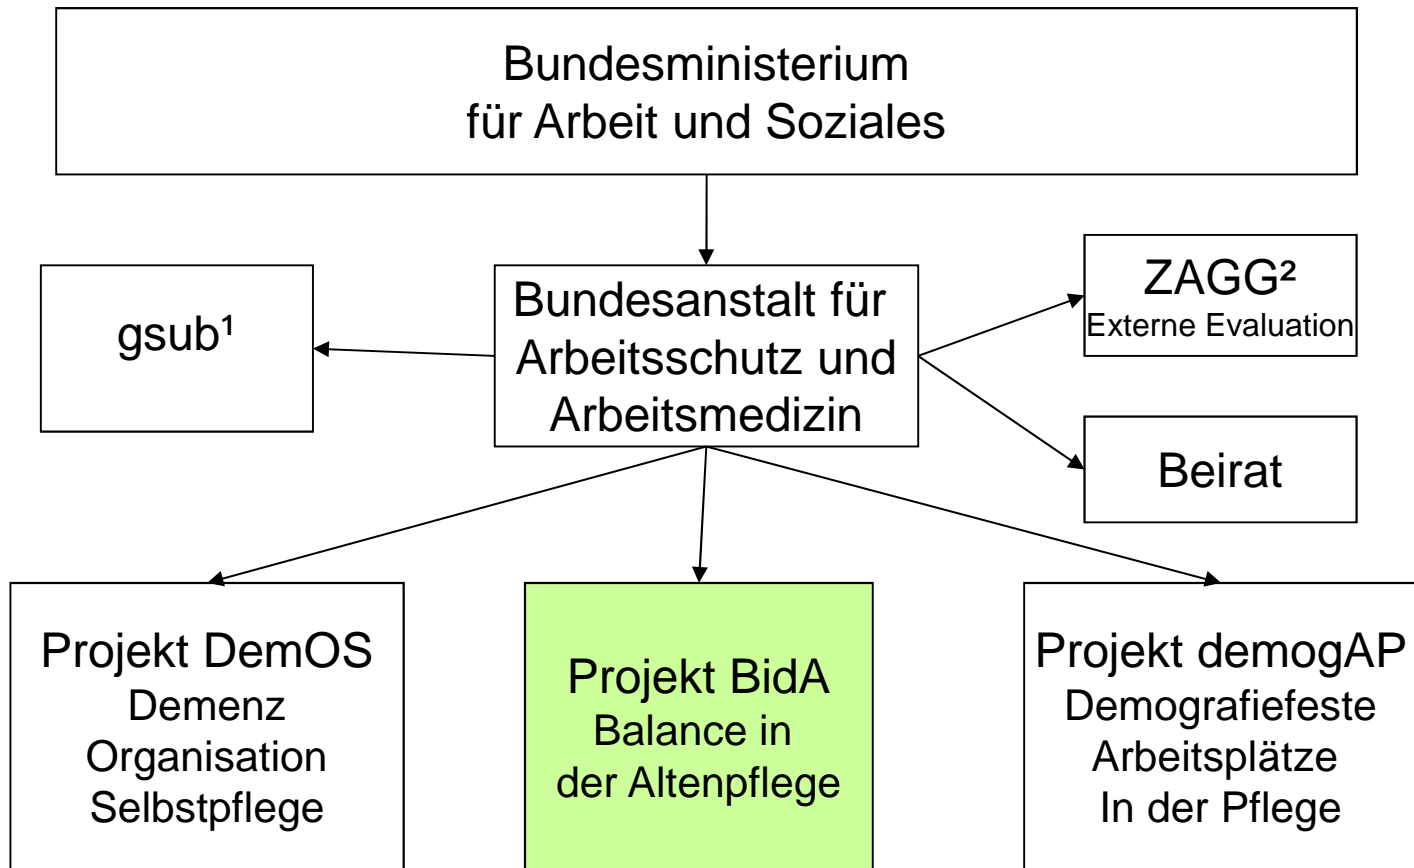 Bundesministerium
für Arbeit und Soziales
gsub¹
Bundesanstalt für
Arbeitsschutz und
Arbeitsmedizin
ZAGG²
Externe Evaluation
Beirat
Projekt DemOS
Demenz
Organisation
Selbstpflege
Projekt BidA
Balance in
der Altenpflege
Projekt demogAP
Demografiefeste
Arbeitsplätze
In der Pflege